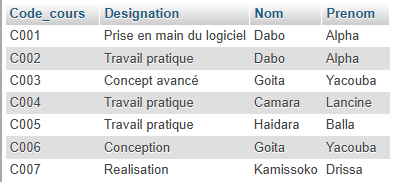 Code_cours Designation Nom Prenom
C001 Prise en main du logiciel Dabo Alpha
C002 Travail pratique Dabo Alpha
C003 Concept avancé Goita Yacouba
C004 Travail pratique Camara Lancine
C005 Travail pratique Haidara Balla
C006 Conception Goita Yacouba
C007 Realisation Kamissoko Drissa